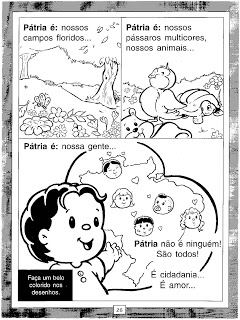 Pátria é: nossos
campos floridos...
Pátria é: nossos
pássaros multicores,
nossos animais...
Pátria é: nossa gente...
Pátria não é ninguém!
São todos!
É cidadania...
É amor...
Faça um belo
colorido nos
desenhos.
26